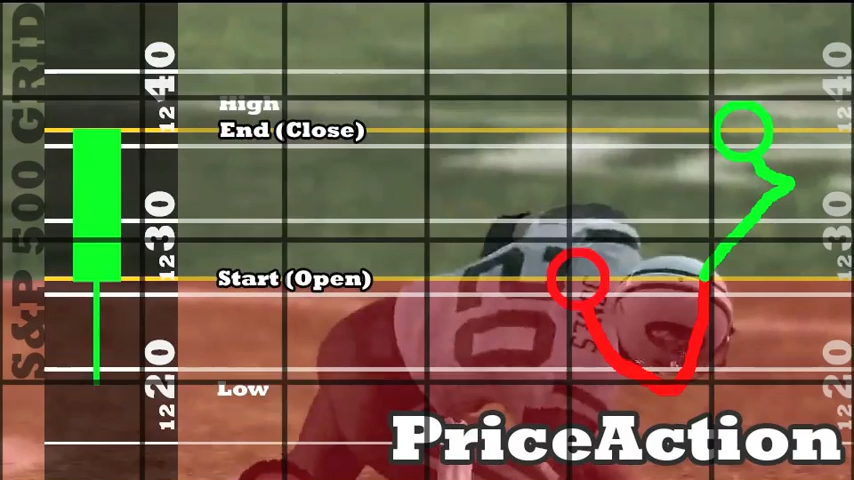 S&P 500 GRID
1240
1230
1220
High
End (Close)
Start (Open)
Low
1240
1230
1220
PriceAction